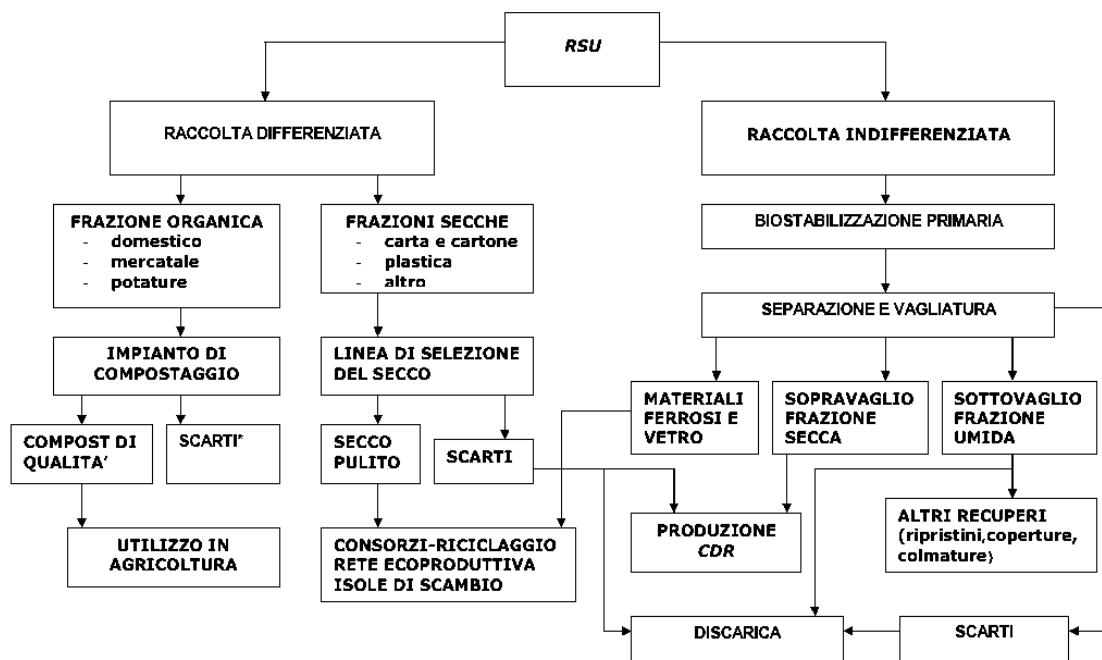 RSU
RACCOLTA DIFFERENZIATA
RACCOLTA INDIFFERENZIATA
FRAZIONE ORGANICA
- domestico
- mercatale
- potature
FRAZIONI SECCHE
- carta e cartone
- plastica
- altro
BIOSTABILIZZAZIONE PRIMARIA
SEPARAZIONE E VAGLIATURA
IMPIANTO DI
COMPOSTAGGIO
LINEA DI SELEZIONE
DEL SECCO
MATERIALI
FERROSI E
VETRO
SOPRAVAGLIO
FRAZIONE
SECCA
SOTTOVAGLIO
FRAZIONE
UMIDA
COMPOST DI
QUALITA’
SCARTI*
SECCO
PULITO
SCARTI
UTILIZZO IN
AGRICOLTURA
CONSORZI-RICICLAGGIO
RETE ECOPRODUTTIVA
ISOLE DI SCAMBIO
PRODUZIONE
CDR
ALTRI RECUPERI
(ripristini,coperture,
colmature)
DISCARICA
SCARTI